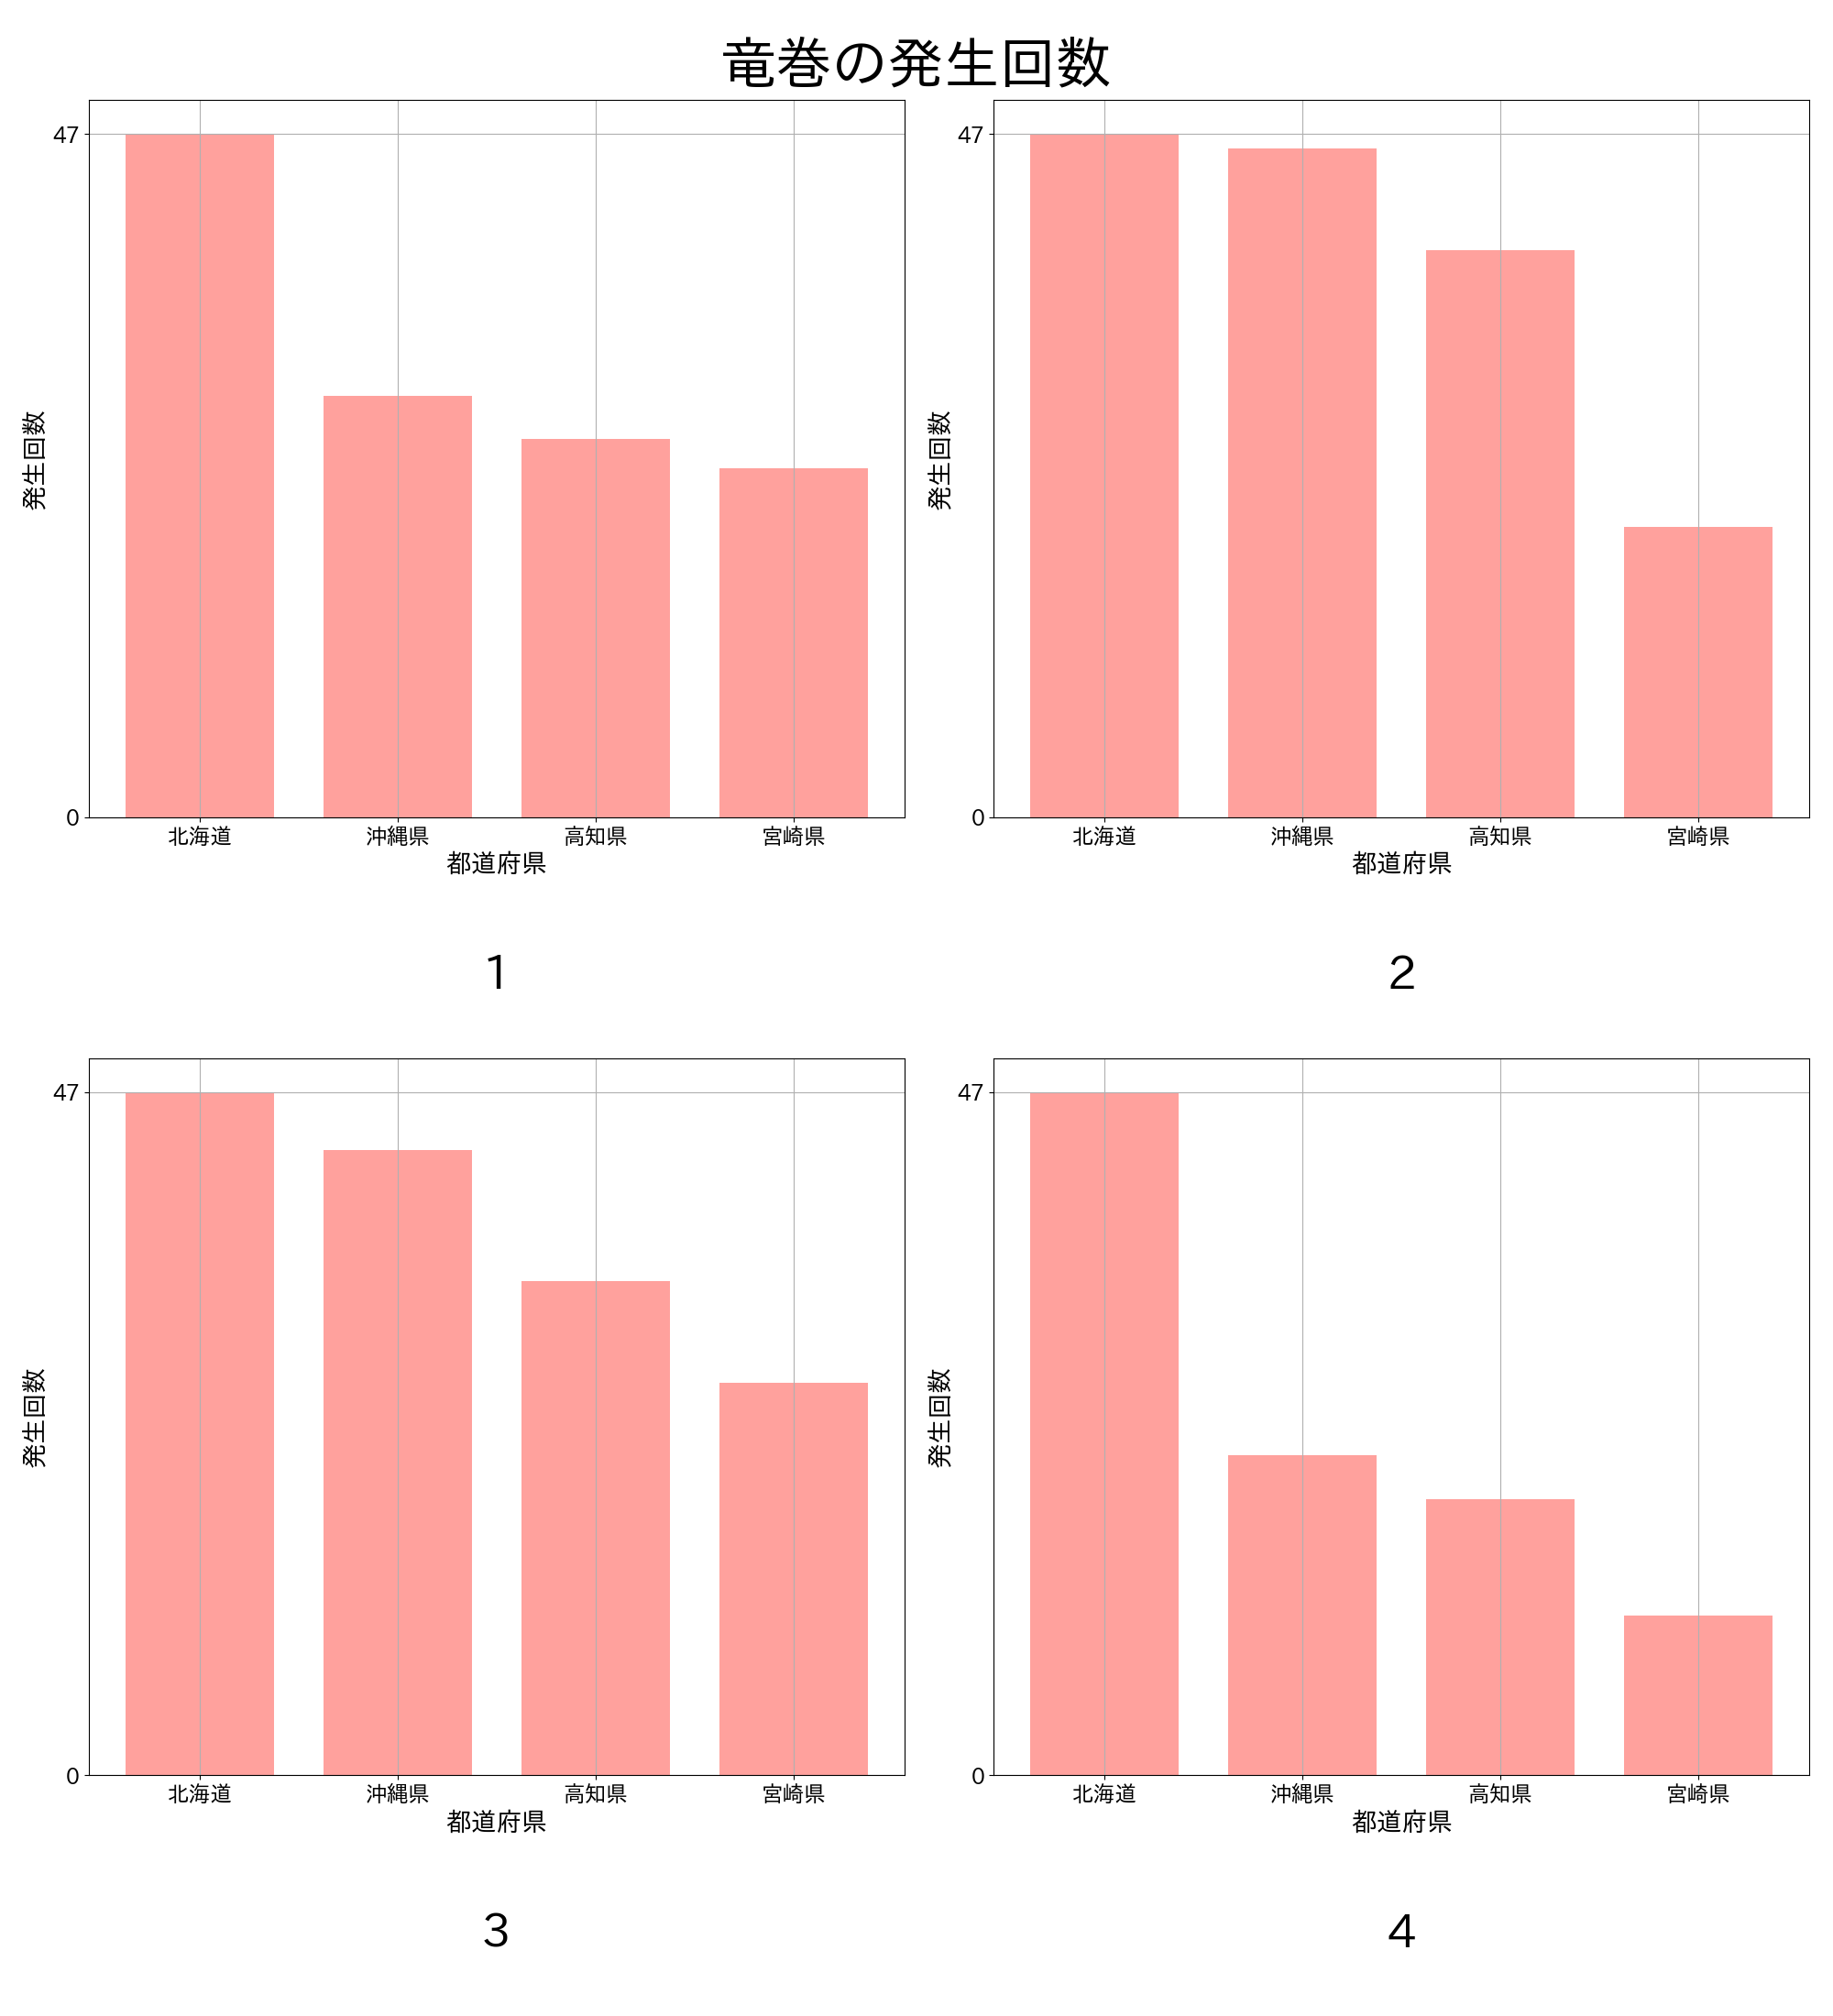 竜巻の発生回数
47
0
発生回数
北海道 沖縄県 高知県 宮崎県
都道府県
1
47
0
発生回数
北海道 沖縄県 高知県 宮崎県
都道府県
2
47
0
発生回数
北海道 沖縄県 高知県 宮崎県
都道府県
3
47
0
発生回数
北海道 沖縄県 高知県 宮崎県
都道府県
4